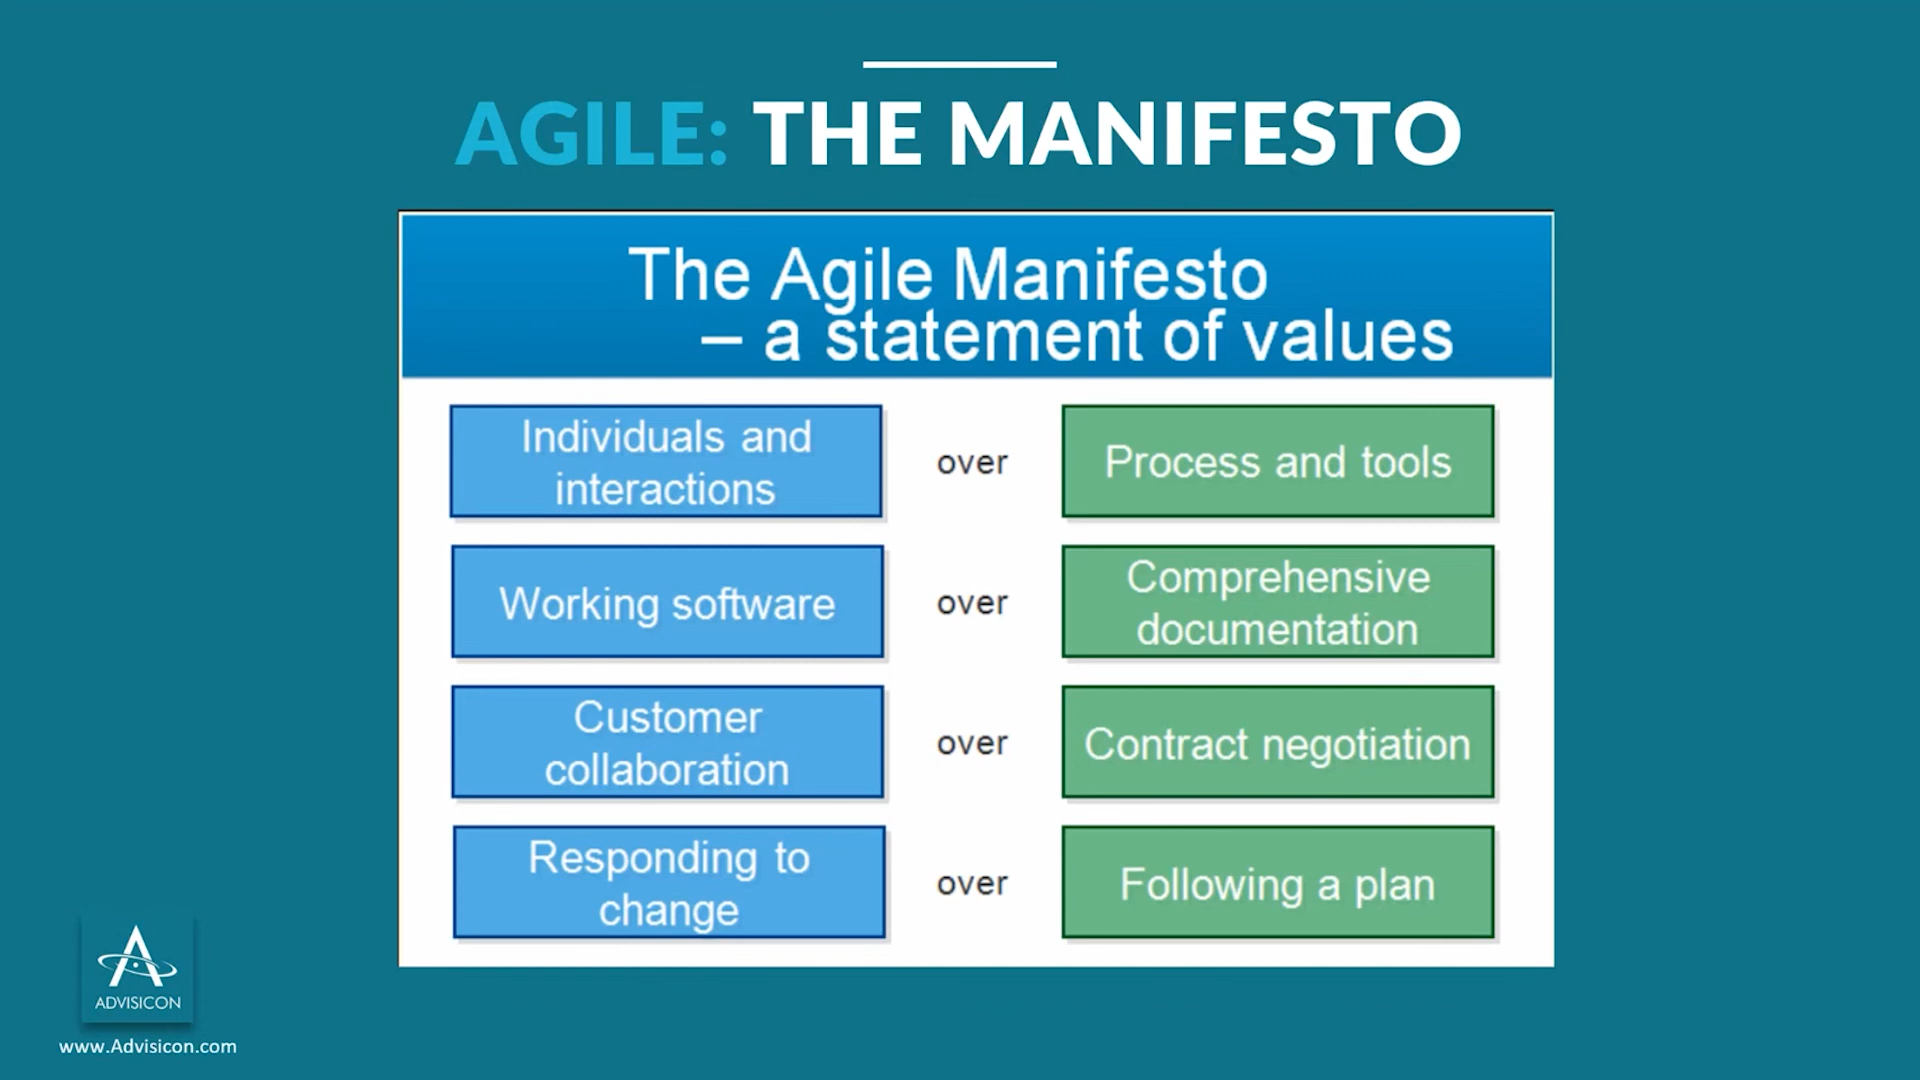 AGILE: THE MANIFESTO
The Agile Manifesto
– a statement of values
Individuals and
interactions
over
Process and tools
Working software
over
Comprehensive
documentation
Customer
collaboration
over
Contract negotiation
Responding to
change
over
Following a plan
ADVISICON
www.Advisicon.com